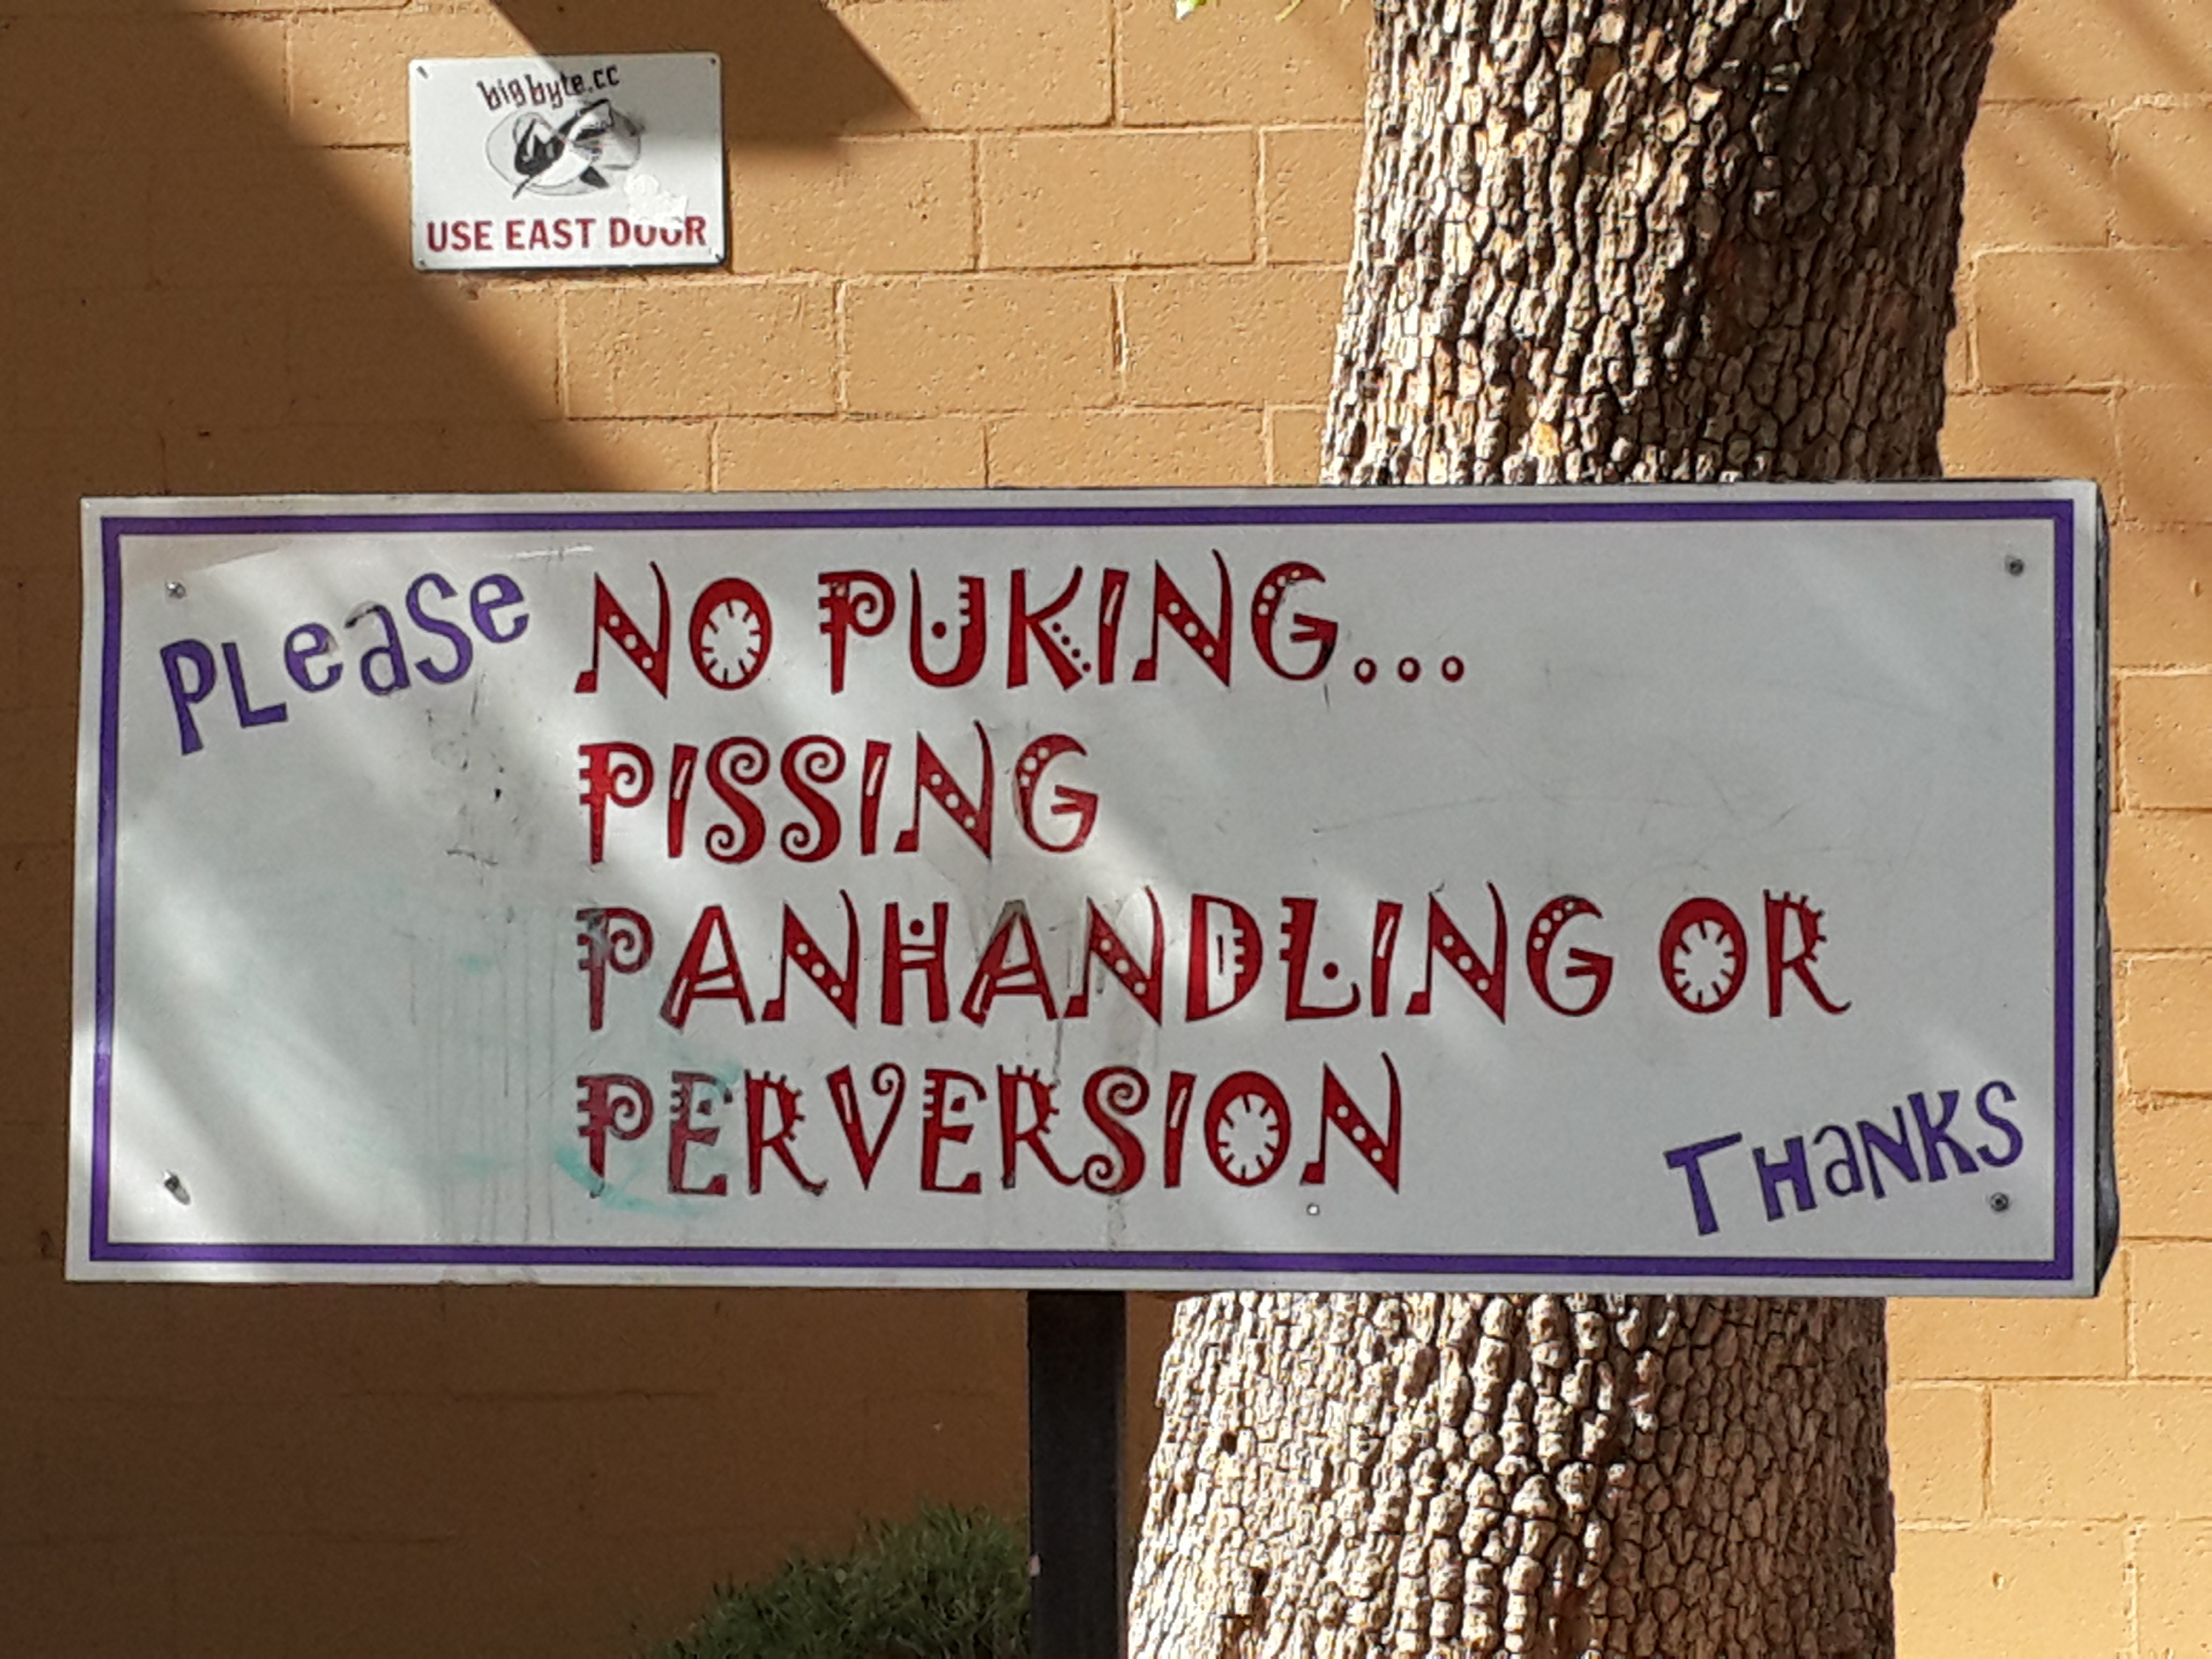 bigbyte.cc
USE EAST DOOR
PLeaSe NO PUKING...
PISSING
PANHANDLING OR
PERVERSION
THaNKS